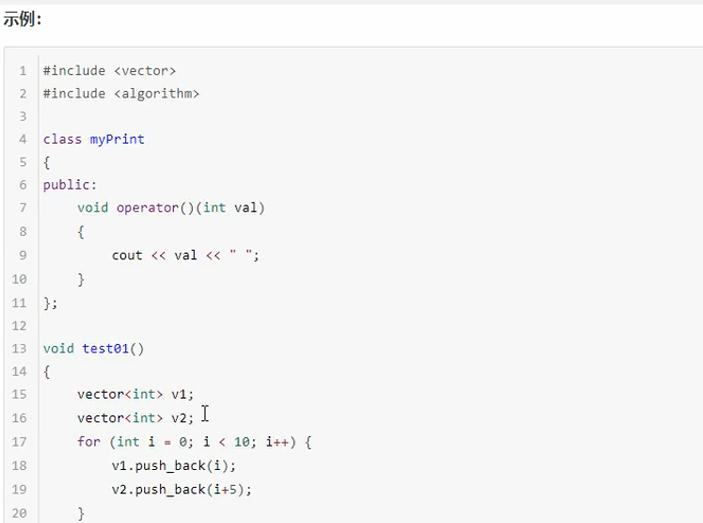 示例：
1 #include <vector>
2 #include <algorithm>
3
4 class myPrint
5 {
6 public:
7     void operator()(int val)
8     {
9         cout << val << " ";
10     }
11 };
12
13 void test01()
14 {
15     vector<int> v1;
16     vector<int> v2;
17     for (int i = 0; i < 10; i++) {
18         v1.push_back(i);
19         v2.push_back(i+5);
20     }